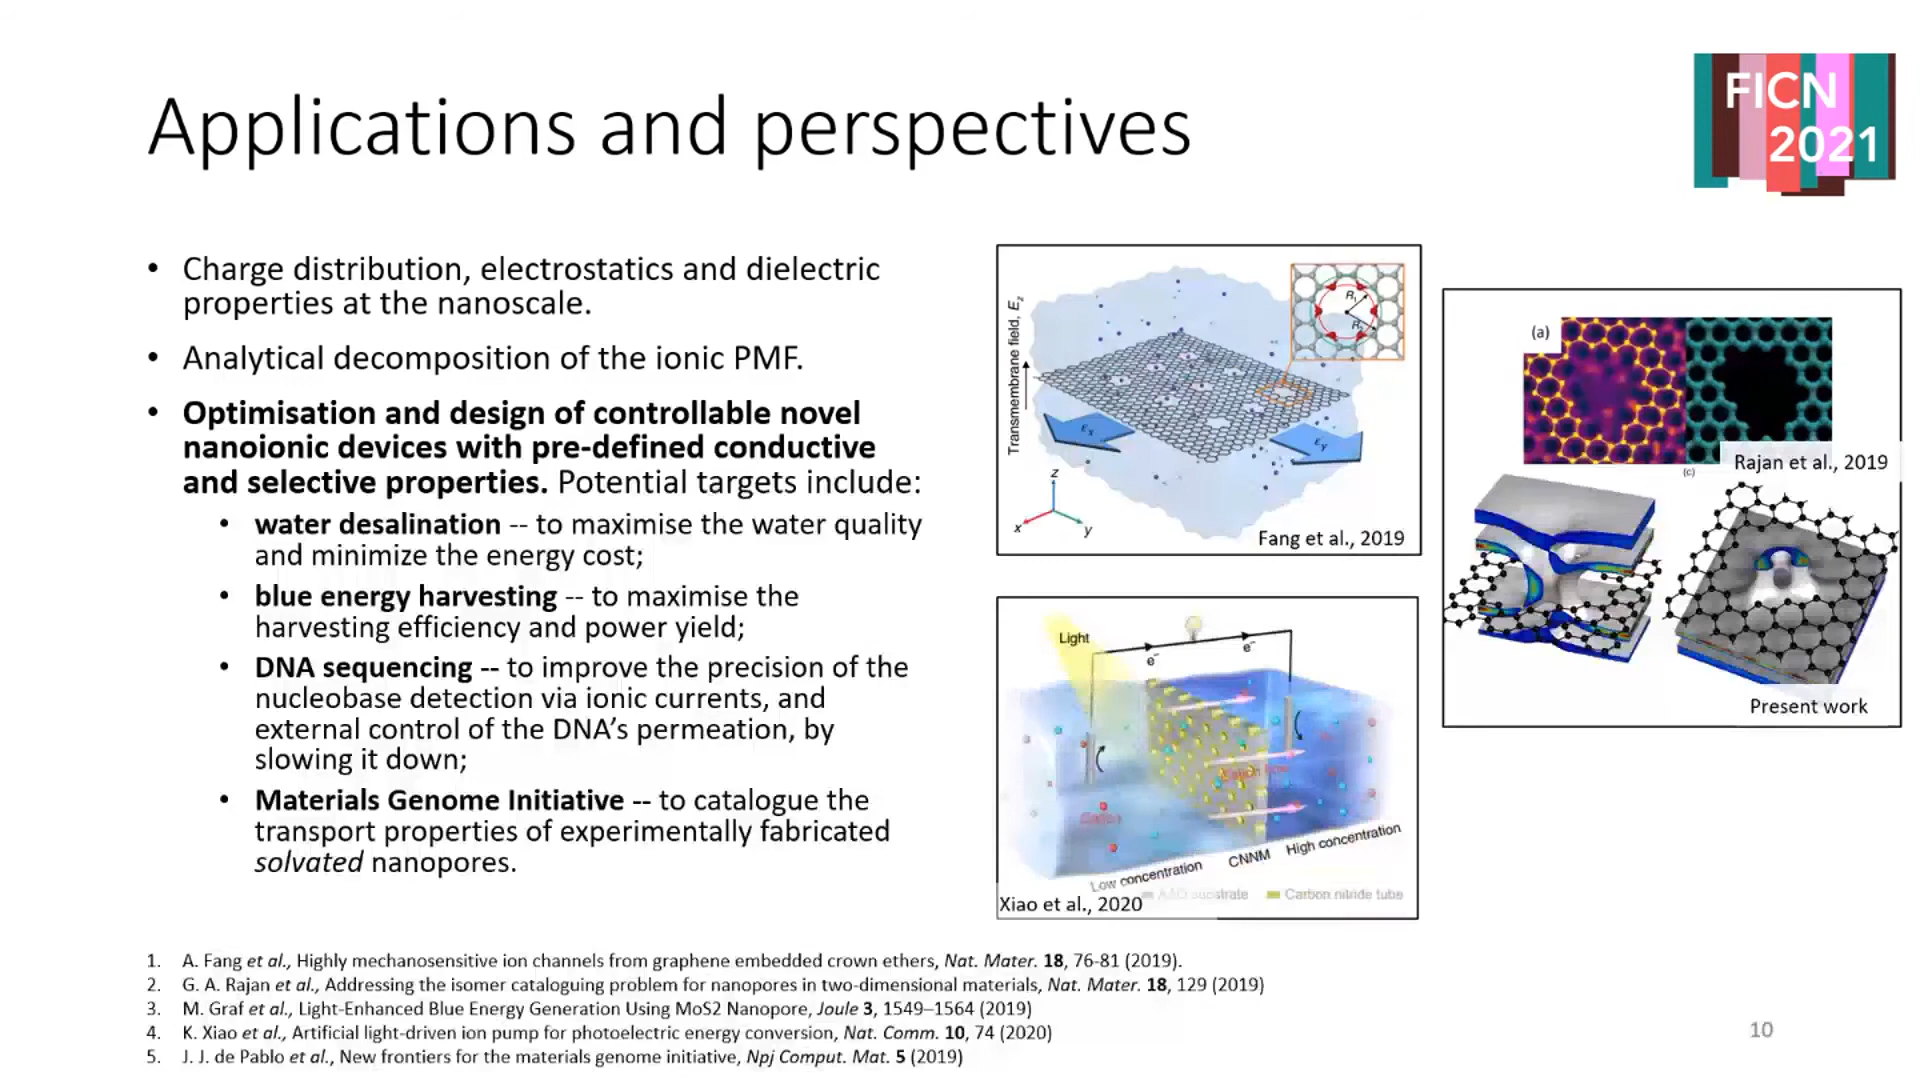 FICN
2021
Applications and perspectives
• Charge distribution, electrostatics and dielectric
properties at the nanoscale.
• Analytical decomposition of the ionic PMF.
• Optimisation and design of controllable novel
nanoionic devices with pre-defined conductive
and selective properties. Potential targets include:
• water desalination -- to maximise the water quality
and minimize the energy cost;
• blue energy harvesting -- to maximise the
harvesting efficiency and power yield;
• DNA sequencing -- to improve the precision of the
nucleobase detection via ionic currents, and
external control of the DNA's permeation, by
slowing it down;
• Materials Genome Initiative -- to catalogue the
transport properties of experimentally fabricated
solvated nanopores.
Transmembrane field, Ez
R1
εx
εy
z
x
y
Fang et al., 2019
(a)
Rajan et al., 2019
(c)
Present work
Light
e⁻
e⁻
Cation flow
Cation
Low concentration
CNNM
High concentration
AAO substrate
Carbon nitride tube
Xiao et al., 2020
1. A. Fang et al., Highly mechanosensitive ion channels from graphene embedded crown ethers, Nat. Mater. 18, 76-81 (2019).
2. G. A. Rajan et al., Addressing the isomer cataloguing problem for nanopores in two-dimensional materials, Nat. Mater. 18, 129 (2019)
3. M. Graf et al., Light-Enhanced Blue Energy Generation Using MoS2 Nanopore, Joule 3, 1549–1564 (2019)
4. K. Xiao et al., Artificial light-driven ion pump for photoelectric energy conversion, Nat. Comm. 10, 74 (2020)
5. J. J. de Pablo et al., New frontiers for the materials genome initiative, Npj Comput. Mat. 5 (2019)
10